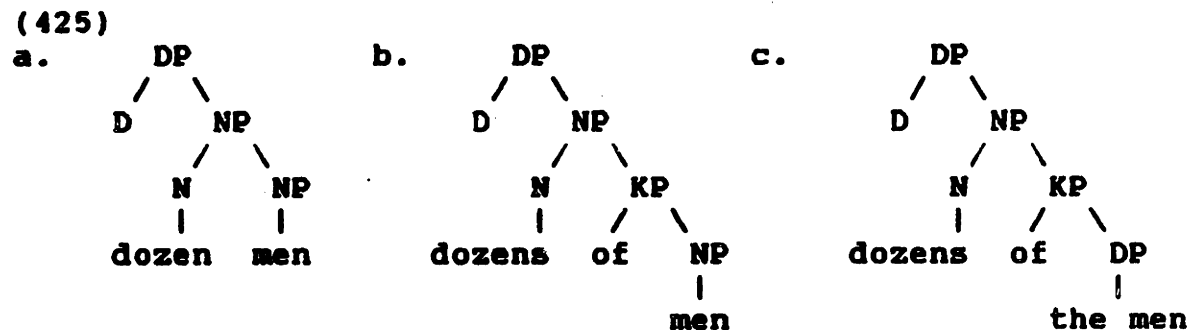 (425)
a. DP b. DP c. DP
D NP D NP D NP
N NP N KP N KP
dozen men dozens of NP dozens of DP
men the men